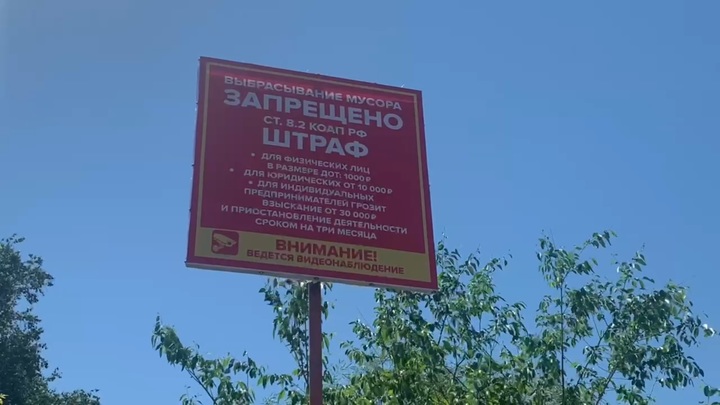 ВЫБРАСЫВАНИЕ МУСОРА
ЗАПРЕЩЕНО
СТ. 8.2 КОАП РФ
ШТРАФ
• ДЛЯ ФИЗИЧЕСКИХ ЛИЦ
В РАЗМЕРЕ ДОТ: 1000 ₽
• ДЛЯ ЮРИДИЧЕСКИХ ОТ 10 000 ₽
• ДЛЯ ИНДИВИДУАЛЬНЫХ
ПРЕДПРИНИМАТЕЛЕЙ ГРОЗИТ
ВЗЫСКАНИЕ ОТ 30 000 ₽
И ПРИОСТАНОВЛЕНИЕ ДЕЯТЕЛЬНОСТИ
СРОКОМ НА ТРИ МЕСЯЦА
ВНИМАНИЕ!
ВЕДЕТСЯ ВИДЕОНАБЛЮДЕНИЕ